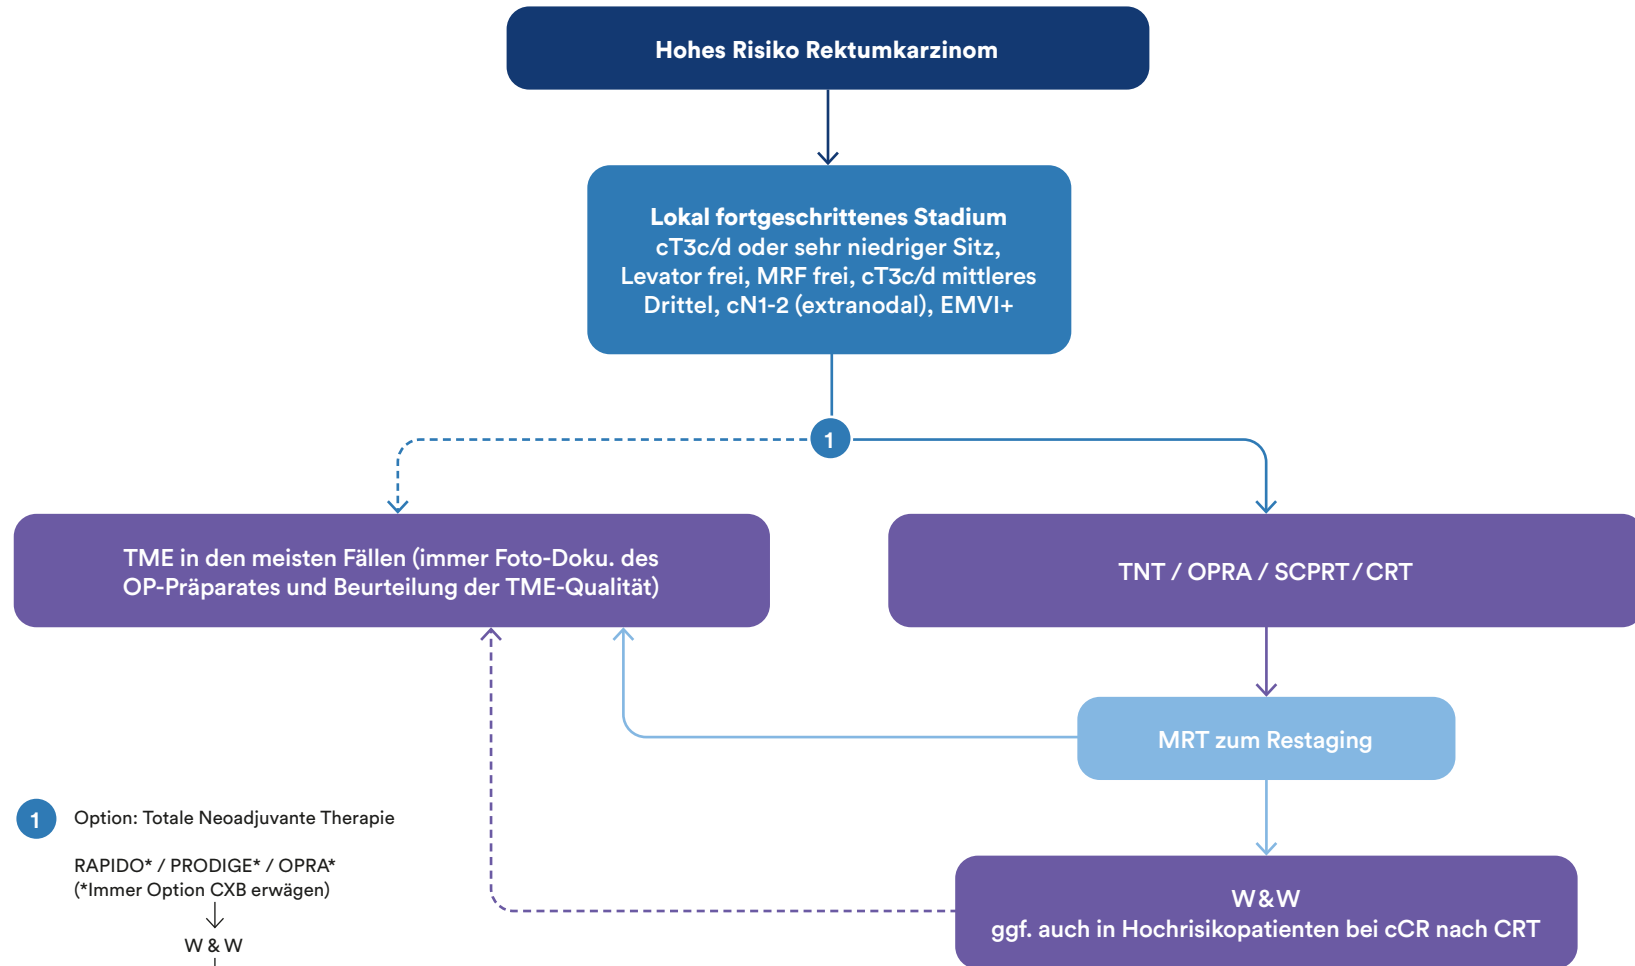 Hohes Risiko Rektumkarzinom
Lokal fortgeschrittenes Stadium
cT3c/d oder sehr niedriger Sitz,
Levator frei, MRF frei, cT3c/d mittleres
Drittel, cN1-2 (extranodal), EMVI+
1
TME in den meisten Fällen (immer Foto-Doku. des
OP-Präparates und Beurteilung der TME-Qualität)
TNT / OPRA / SCPRT / CRT
MRT zum Restaging
W & W
ggf. auch in Hochrisikopatienten bei cCR nach CRT
1 Option: Totale Neoadjuvante Therapie
RAPIDO* / PRODIGE* / OPRA*
(*Immer Option CXB erwägen)
W & W